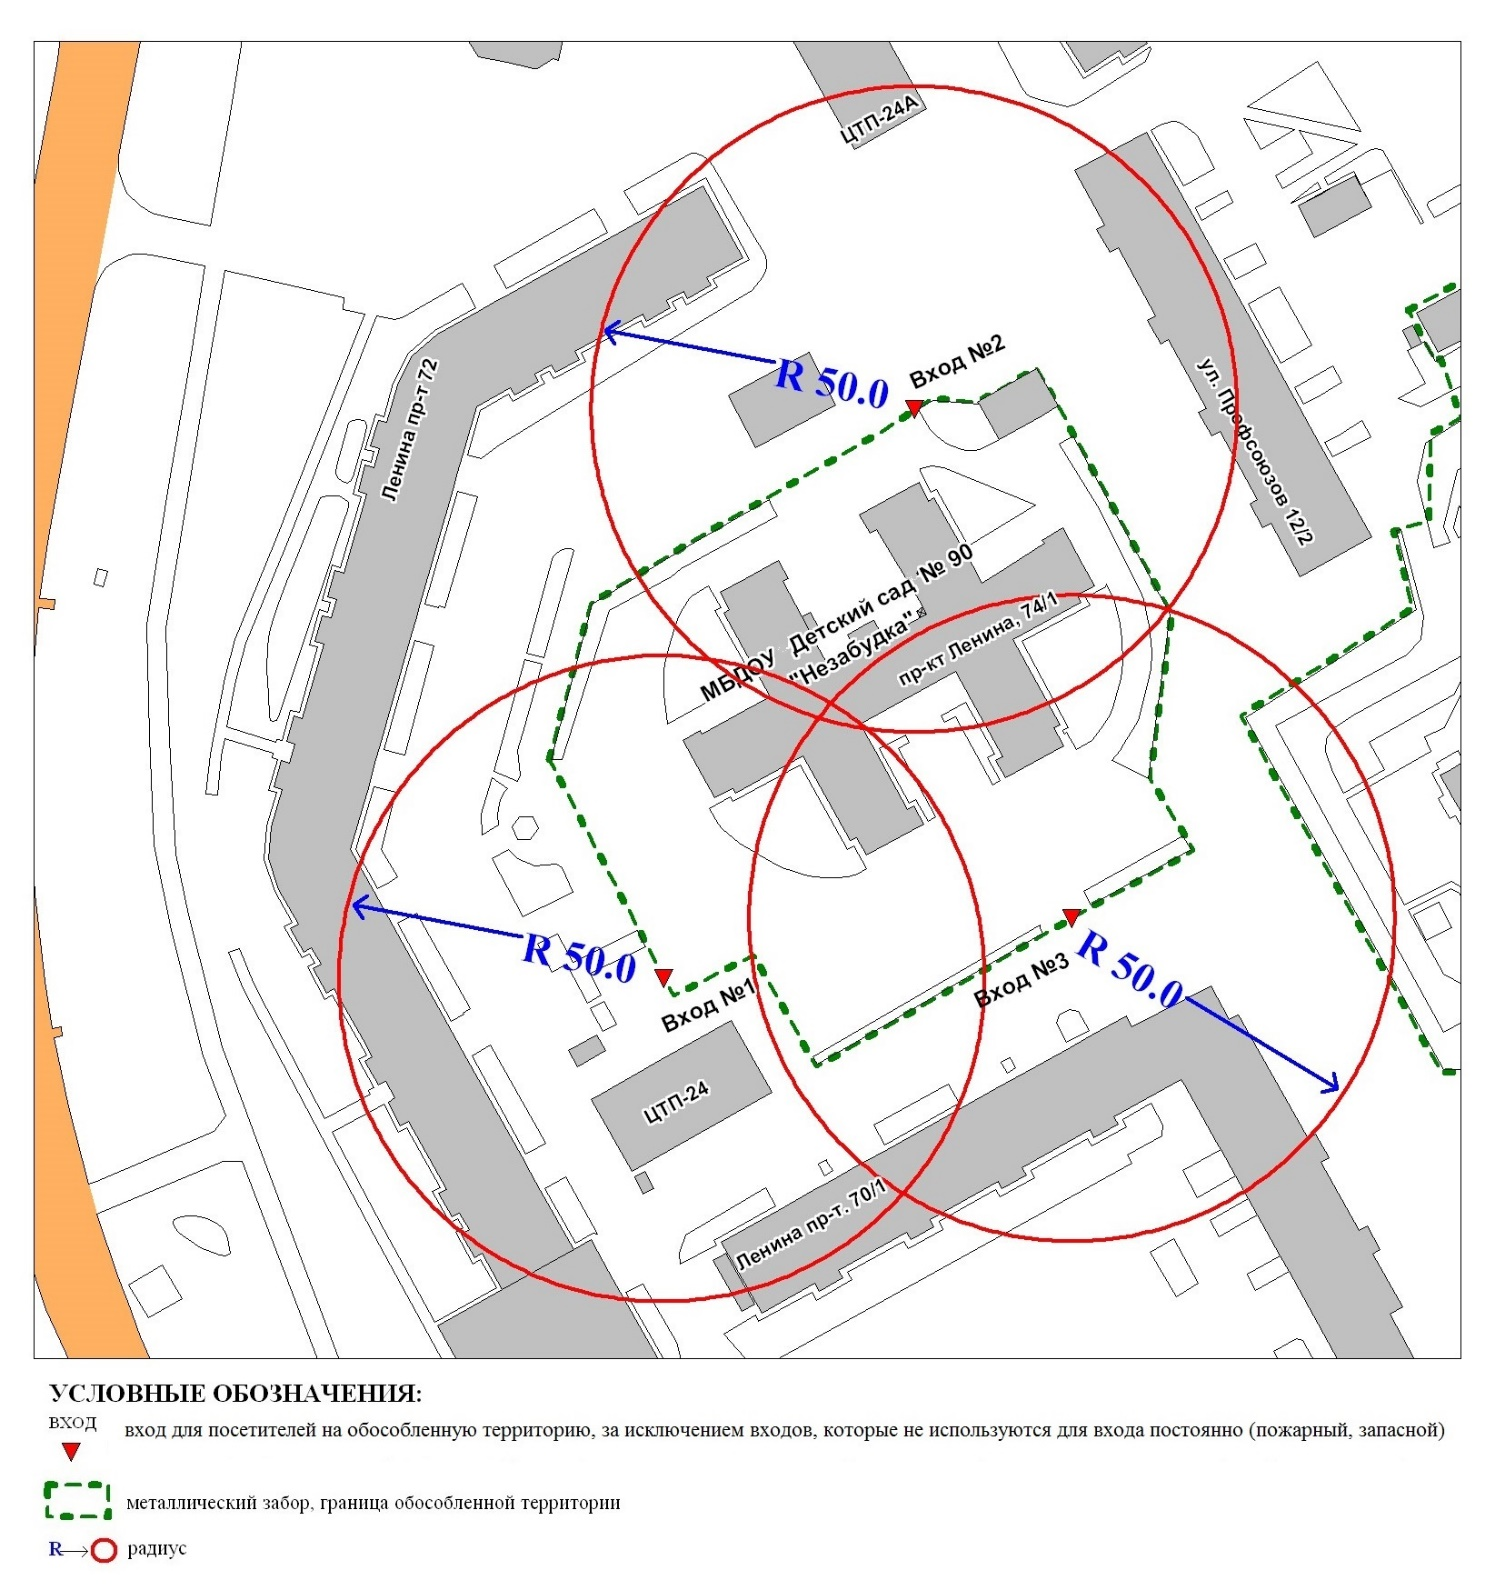 ЦТП-24А
Вход №2
R 50.0
Ленина пр-т 72
ул. Профсоюзов 12/2
МБДОУ Детский сад № 90
"Незабудка"
пр-кт Ленина, 74/1
R 50.0
Вход №1
Вход №3
R 50.0
ЦТП-24
Ленина пр-т. 70/1
УСЛОВНЫЕ ОБОЗНАЧЕНИЯ:
ВХОД
вход для посетителей на обособленную территорию, за исключением входов, которые не используются для входа постоянно (пожарный, запасной)
металлический забор, граница обособленной территории
R
радиус